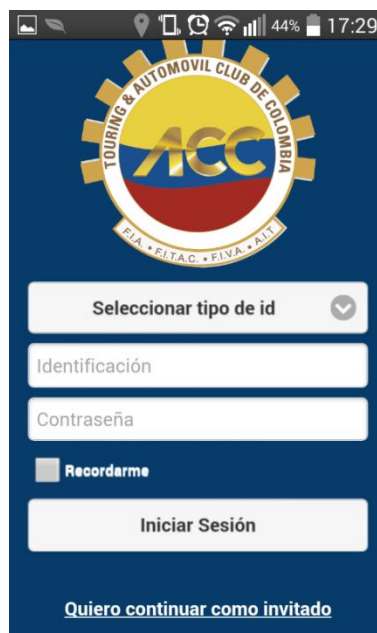 44% 17:29
TOURING & AUTOMOVIL CLUB DE COLOMBIA
ACC
F.I.A. • F.I.T.A.C. • F.I.V.A. • A.I.T
Seleccionar tipo de id
Identificación
Contraseña
Recordarme
Iniciar Sesión
Quiero continuar como invitado